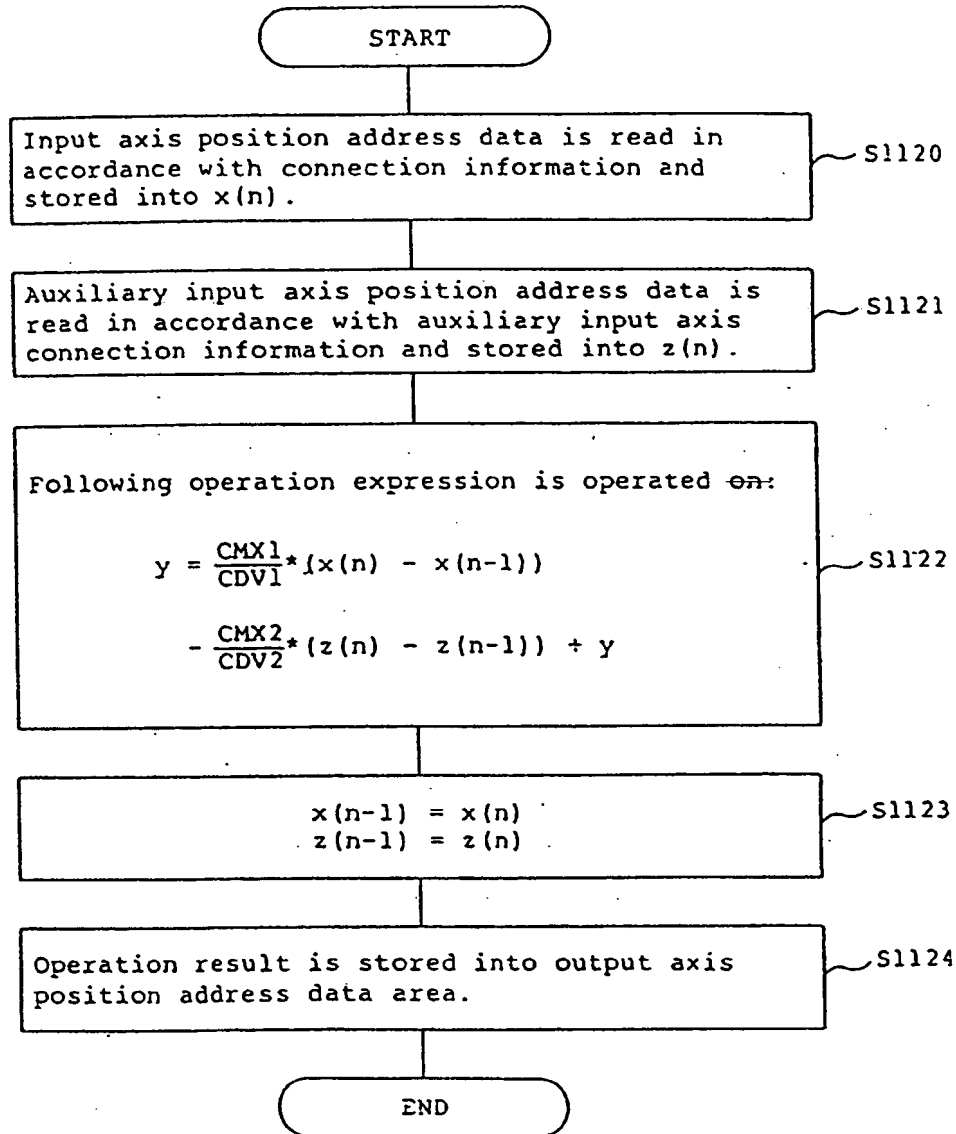 START
Input axis position address data is read in
accordance with connection information and
stored into x(n).
S1120
Auxiliary input axis position address data is
read in accordance with auxiliary input axis
connection information and stored into z(n).
S1121
Following operation expression is operated on:
y = CMX1/CDV1*(x(n) - x(n-1))
- CMX2/CDV2*(z(n) - z(n-1)) + y
S1122
x(n-1) = x(n)
z(n-1) = z(n)
S1123
Operation result is stored into output axis
position address data area.
S1124
END